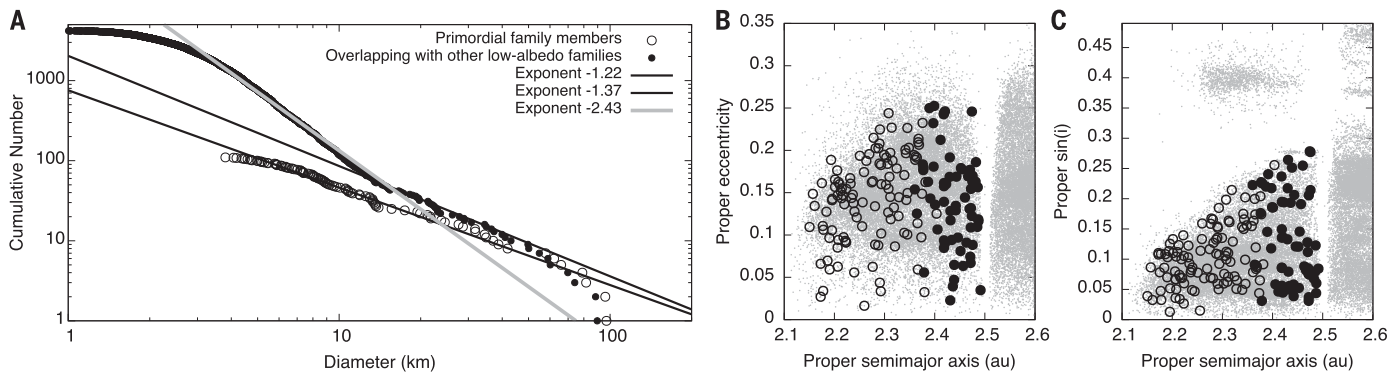 A
Primordial family members
Overlapping with other low-albedo families
Exponent -1.22
Exponent -1.37
Exponent -2.43
Cumulative Number
1000
100
10
1
1
10
100
Diameter (km)
B
Proper eccentricity
0.35
0.3
0.25
0.2
0.15
0.1
0.05
0
2.1
2.2
2.3
2.4
2.5
2.6
Proper semimajor axis (au)
C
Proper sin(i)
0.45
0.4
0.35
0.3
0.25
0.2
0.15
0.1
0.05
0
2.1
2.2
2.3
2.4
2.5
2.6
Proper semimajor axis (au)